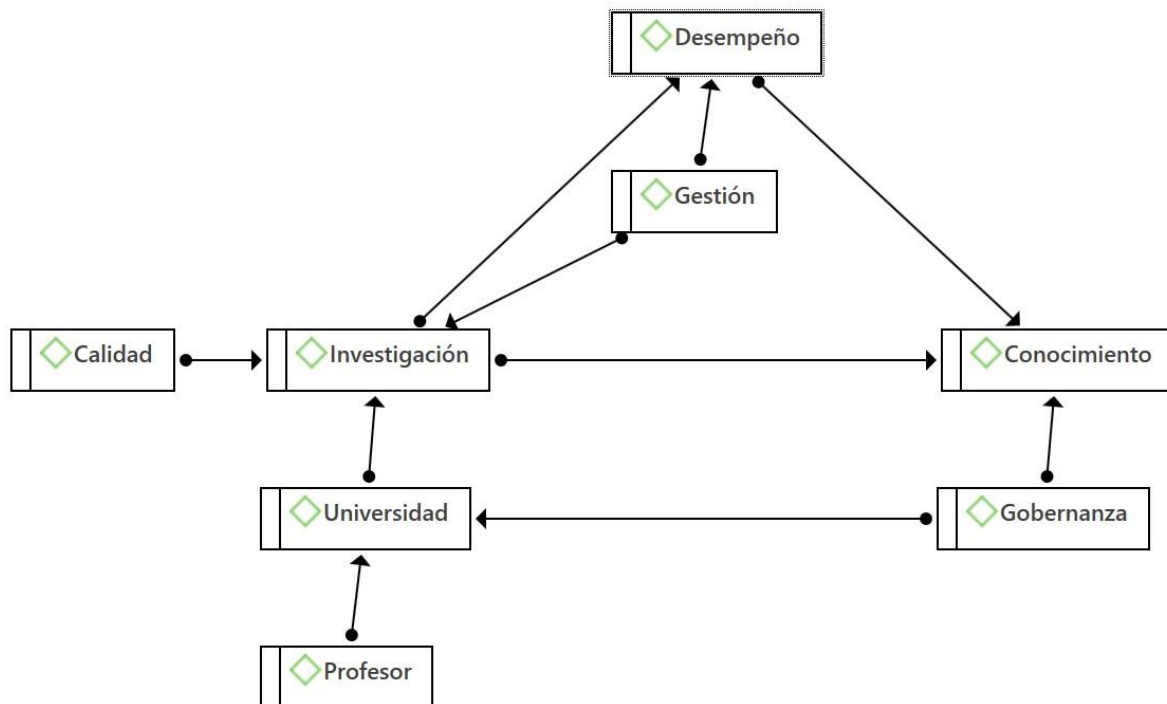 Desempeño
Gestión
Calidad
Investigación
Conocimiento
Universidad
Gobernanza
Profesor